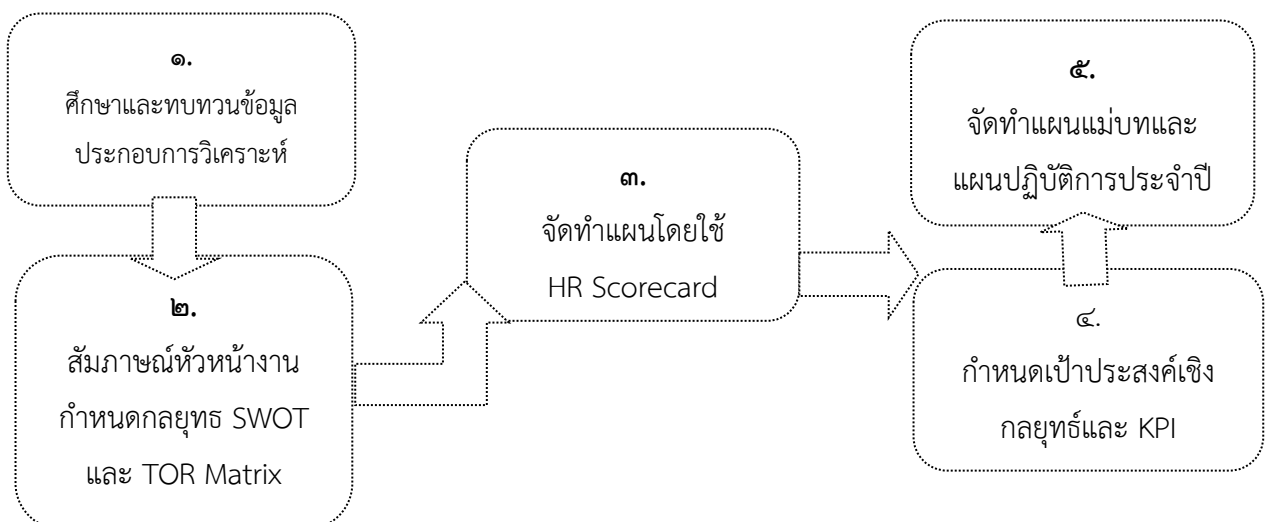 ๑.
ศึกษาและทบทวนข้อมูล
ประกอบการวิเคราะห์
๒.
สัมภาษณ์หัวหน้างาน
กำหนดกลยุทธ SWOT
และ TOR Matrix
๓.
จัดทำแผนโดยใช้
HR Scorecard
๔.
กำหนดเป้าประสงค์เชิง
กลยุทธ์และ KPI
๕.
จัดทำแผนแม่บทและ
แผนปฏิบัติการประจำปี